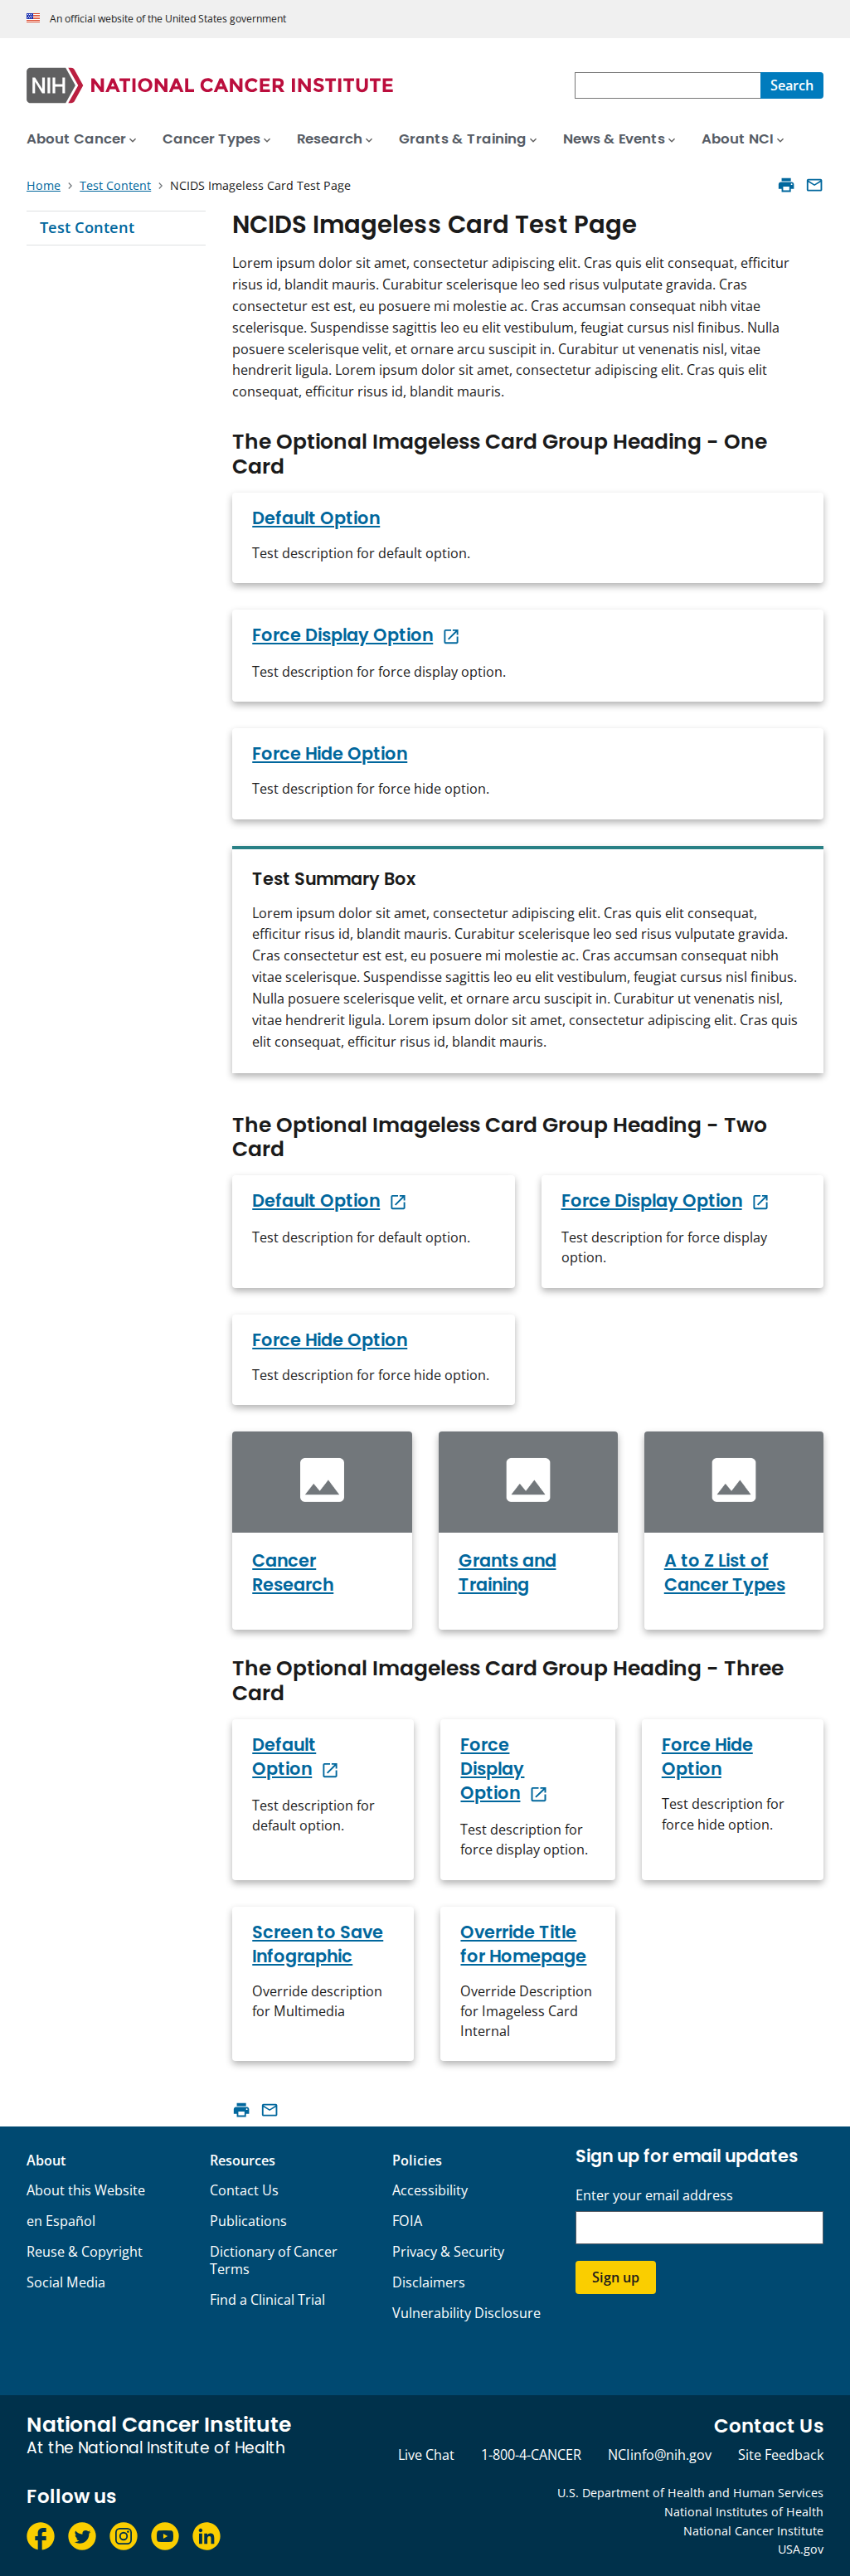 An official website of the United States government
NIH NATIONAL CANCER INSTITUTE
Search
About Cancer
Cancer Types
Research
Grants & Training
News & Events
About NCI
Home
Test Content
NCIDS Imageless Card Test Page
Test Content
NCIDS Imageless Card Test Page
Lorem ipsum dolor sit amet, consectetur adipiscing elit. Cras quis elit consequat, efficitur
risus id, blandit mauris. Curabitur scelerisque leo sed risus vulputate gravida. Cras
consectetur est est, eu posuere mi molestie ac. Cras accumsan consequat nibh vitae
scelerisque. Suspendisse sagittis leo eu elit vestibulum, feugiat cursus nisl finibus. Nulla
posuere scelerisque velit, et ornare arcu suscipit in. Curabitur ut venenatis nisl, vitae
hendrerit ligula. Lorem ipsum dolor sit amet, consectetur adipiscing elit. Cras quis elit
consequat, efficitur risus id, blandit mauris.
The Optional Imageless Card Group Heading - One
Card
Default Option
Test description for default option.
Force Display Option
Test description for force display option.
Force Hide Option
Test description for force hide option.
Test Summary Box
Lorem ipsum dolor sit amet, consectetur adipiscing elit. Cras quis elit consequat,
efficitur risus id, blandit mauris. Curabitur scelerisque leo sed risus vulputate gravida.
Cras consectetur est est, eu posuere mi molestie ac. Cras accumsan consequat nibh
vitae scelerisque. Suspendisse sagittis leo eu elit vestibulum, feugiat cursus nisl finibus.
Nulla posuere scelerisque velit, et ornare arcu suscipit in. Curabitur ut venenatis nisl,
vitae hendrerit ligula. Lorem ipsum dolor sit amet, consectetur adipiscing elit. Cras quis
elit consequat, efficitur risus id, blandit mauris.
The Optional Imageless Card Group Heading - Two
Card
Default Option
Test description for default option.
Force Display Option
Test description for force display
option.
Force Hide Option
Test description for force hide option.
Cancer
Research
Grants and
Training
A to Z List of
Cancer Types
The Optional Imageless Card Group Heading - Three
Card
Default
Option
Test description for
default option.
Force
Display
Option
Test description for
force display option.
Force Hide
Option
Test description for
force hide option.
Screen to Save
Infographic
Override description
for Multimedia
Override Title
for Homepage
Override Description
for Imageless Card
Internal
About
About this Website
en Español
Reuse & Copyright
Social Media
Resources
Contact Us
Publications
Dictionary of Cancer
Terms
Find a Clinical Trial
Policies
Accessibility
FOIA
Privacy & Security
Disclaimers
Vulnerability Disclosure
Sign up for email updates
Enter your email address
Sign up
National Cancer Institute
At the National Institute of Health
Contact Us
Live Chat
1-800-4-CANCER
NCIinfo@nih.gov
Site Feedback
Follow us
U.S. Department of Health and Human Services
National Institutes of Health
National Cancer Institute
USA.gov